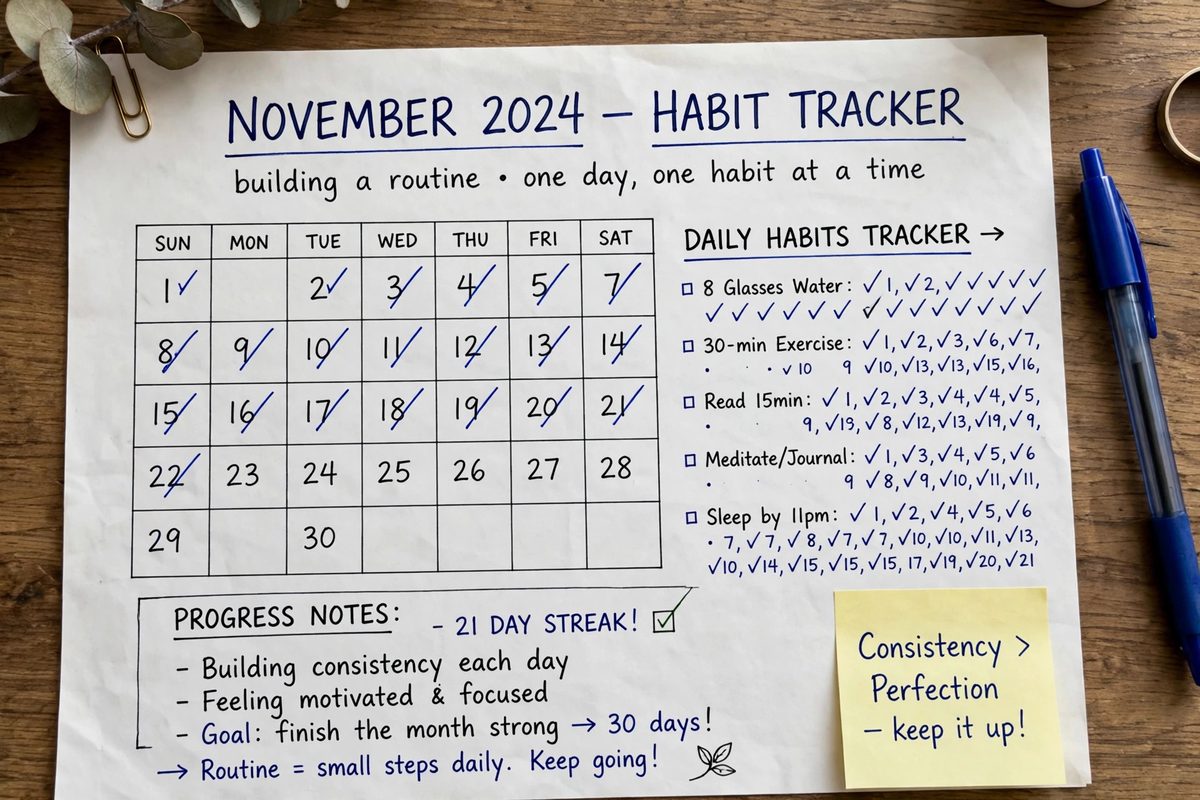 NOVEMBER 2024 – HABIT TRACKER
building a routine • one day, one habit at a time
SUN MON TUE WED THU FRI SAT
1✓ 2✓ 3✓ 4✓ 5✓ 7✓
8✓ 9✓ 10✓ 11✓ 12✓ 13✓ 14✓
15✓ 16✓ 17✓ 18✓ 19✓ 20✓ 21✓
22✓ 23 24 25 26 27 28
29 30
DAILY HABITS TRACKER →
☐ 8 Glasses Water: ✓1, ✓2, ✓ ✓ ✓ ✓ ✓
✓ ✓ ✓ ✓ ✓ ✓ ✓ ✓ ✓ ✓ ✓ ✓ ✓
☐ 30-min Exercise: ✓1, ✓2, ✓3, ✓6, ✓7,
• · • ✓10 9 ✓10, ✓13, ✓13, ✓15, ✓16,
☐ Read 15min: ✓1, ✓2, ✓3, ✓4, ✓4, ✓5,
• 9, ✓13, ✓8, ✓12, ✓13, ✓19, ✓9,
☐ Meditate/Journal: ✓1, ✓3, ✓4, ✓5, ✓6
• 9 ✓8, ✓9, ✓10, ✓11, ✓11,
☐ Sleep by 11pm: ✓1, ✓2, ✓4, ✓5, ✓6
• 7, ✓7, ✓8, ✓7, ✓7, ✓10, ✓10, ✓11, ✓13,
✓10, ✓14, ✓15, ✓15, ✓15, 17, ✓19, ✓20, ✓21
PROGRESS NOTES: - 21 DAY STREAK! ☑
- Building consistency each day
- Feeling motivated & focused
- Goal: finish the month strong → 30 days!
→ Routine = small steps daily. Keep going!
Consistency >
Perfection
– keep it up!